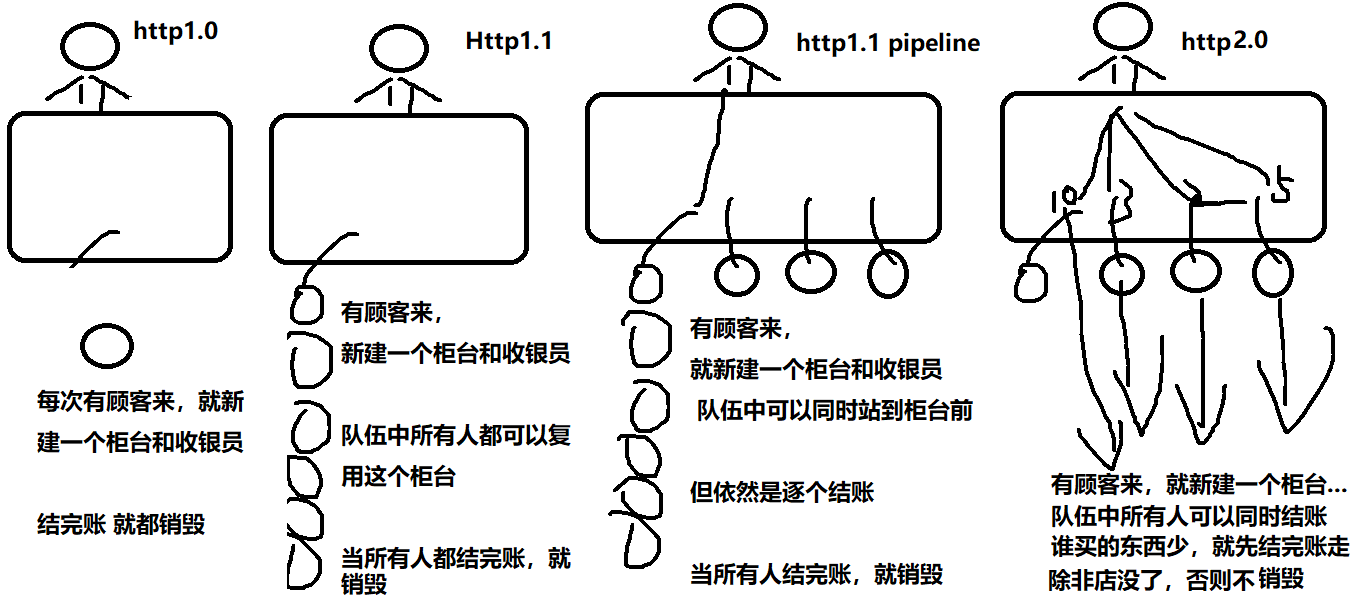 http1.0
每次有顾客来，就新
建一个柜台和收银员
结完账 就都销毁
Http1.1
有顾客来，
新建一个柜台和收银员
队伍中所有人都可以复
用这个柜台
当所有人都结完账，就
销毁
http1.1 pipeline
有顾客来，
就新建一个柜台和收银员
队伍中可以同时站到柜台前
但依然是逐个结账
当所有人结完账，就销毁
http2.0
10 3 2 5
有顾客来，就新建一个柜台...
队伍中所有人可以同时结账
谁买的东西少，就先结完账走
除非店没了，否则不 销毁